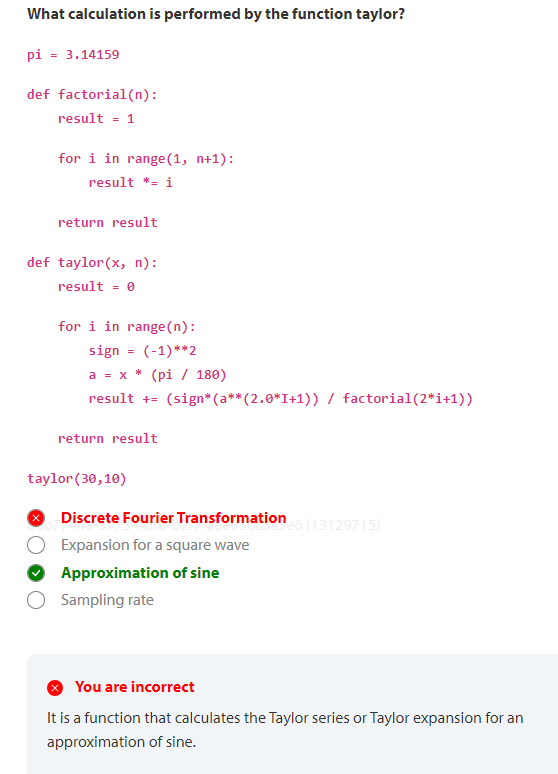 What calculation is performed by the function taylor?
pi = 3.14159
def factorial(n):
    result = 1
    for i in range(1, n+1):
        result *= i
    return result
def taylor(x, n):
    result = 0
    for i in range(n):
        sign = (-1)**2
        a = x * (pi / 180)
        result += (sign*(a**(2.0*I+1)) / factorial(2*i+1))
    return result
taylor(30,10)
Discrete Fourier Transformation
(13129715)
Expansion for a square wave
Approximation of sine
Sampling rate
You are incorrect
It is a function that calculates the Taylor series or Taylor expansion for an
approximation of sine.